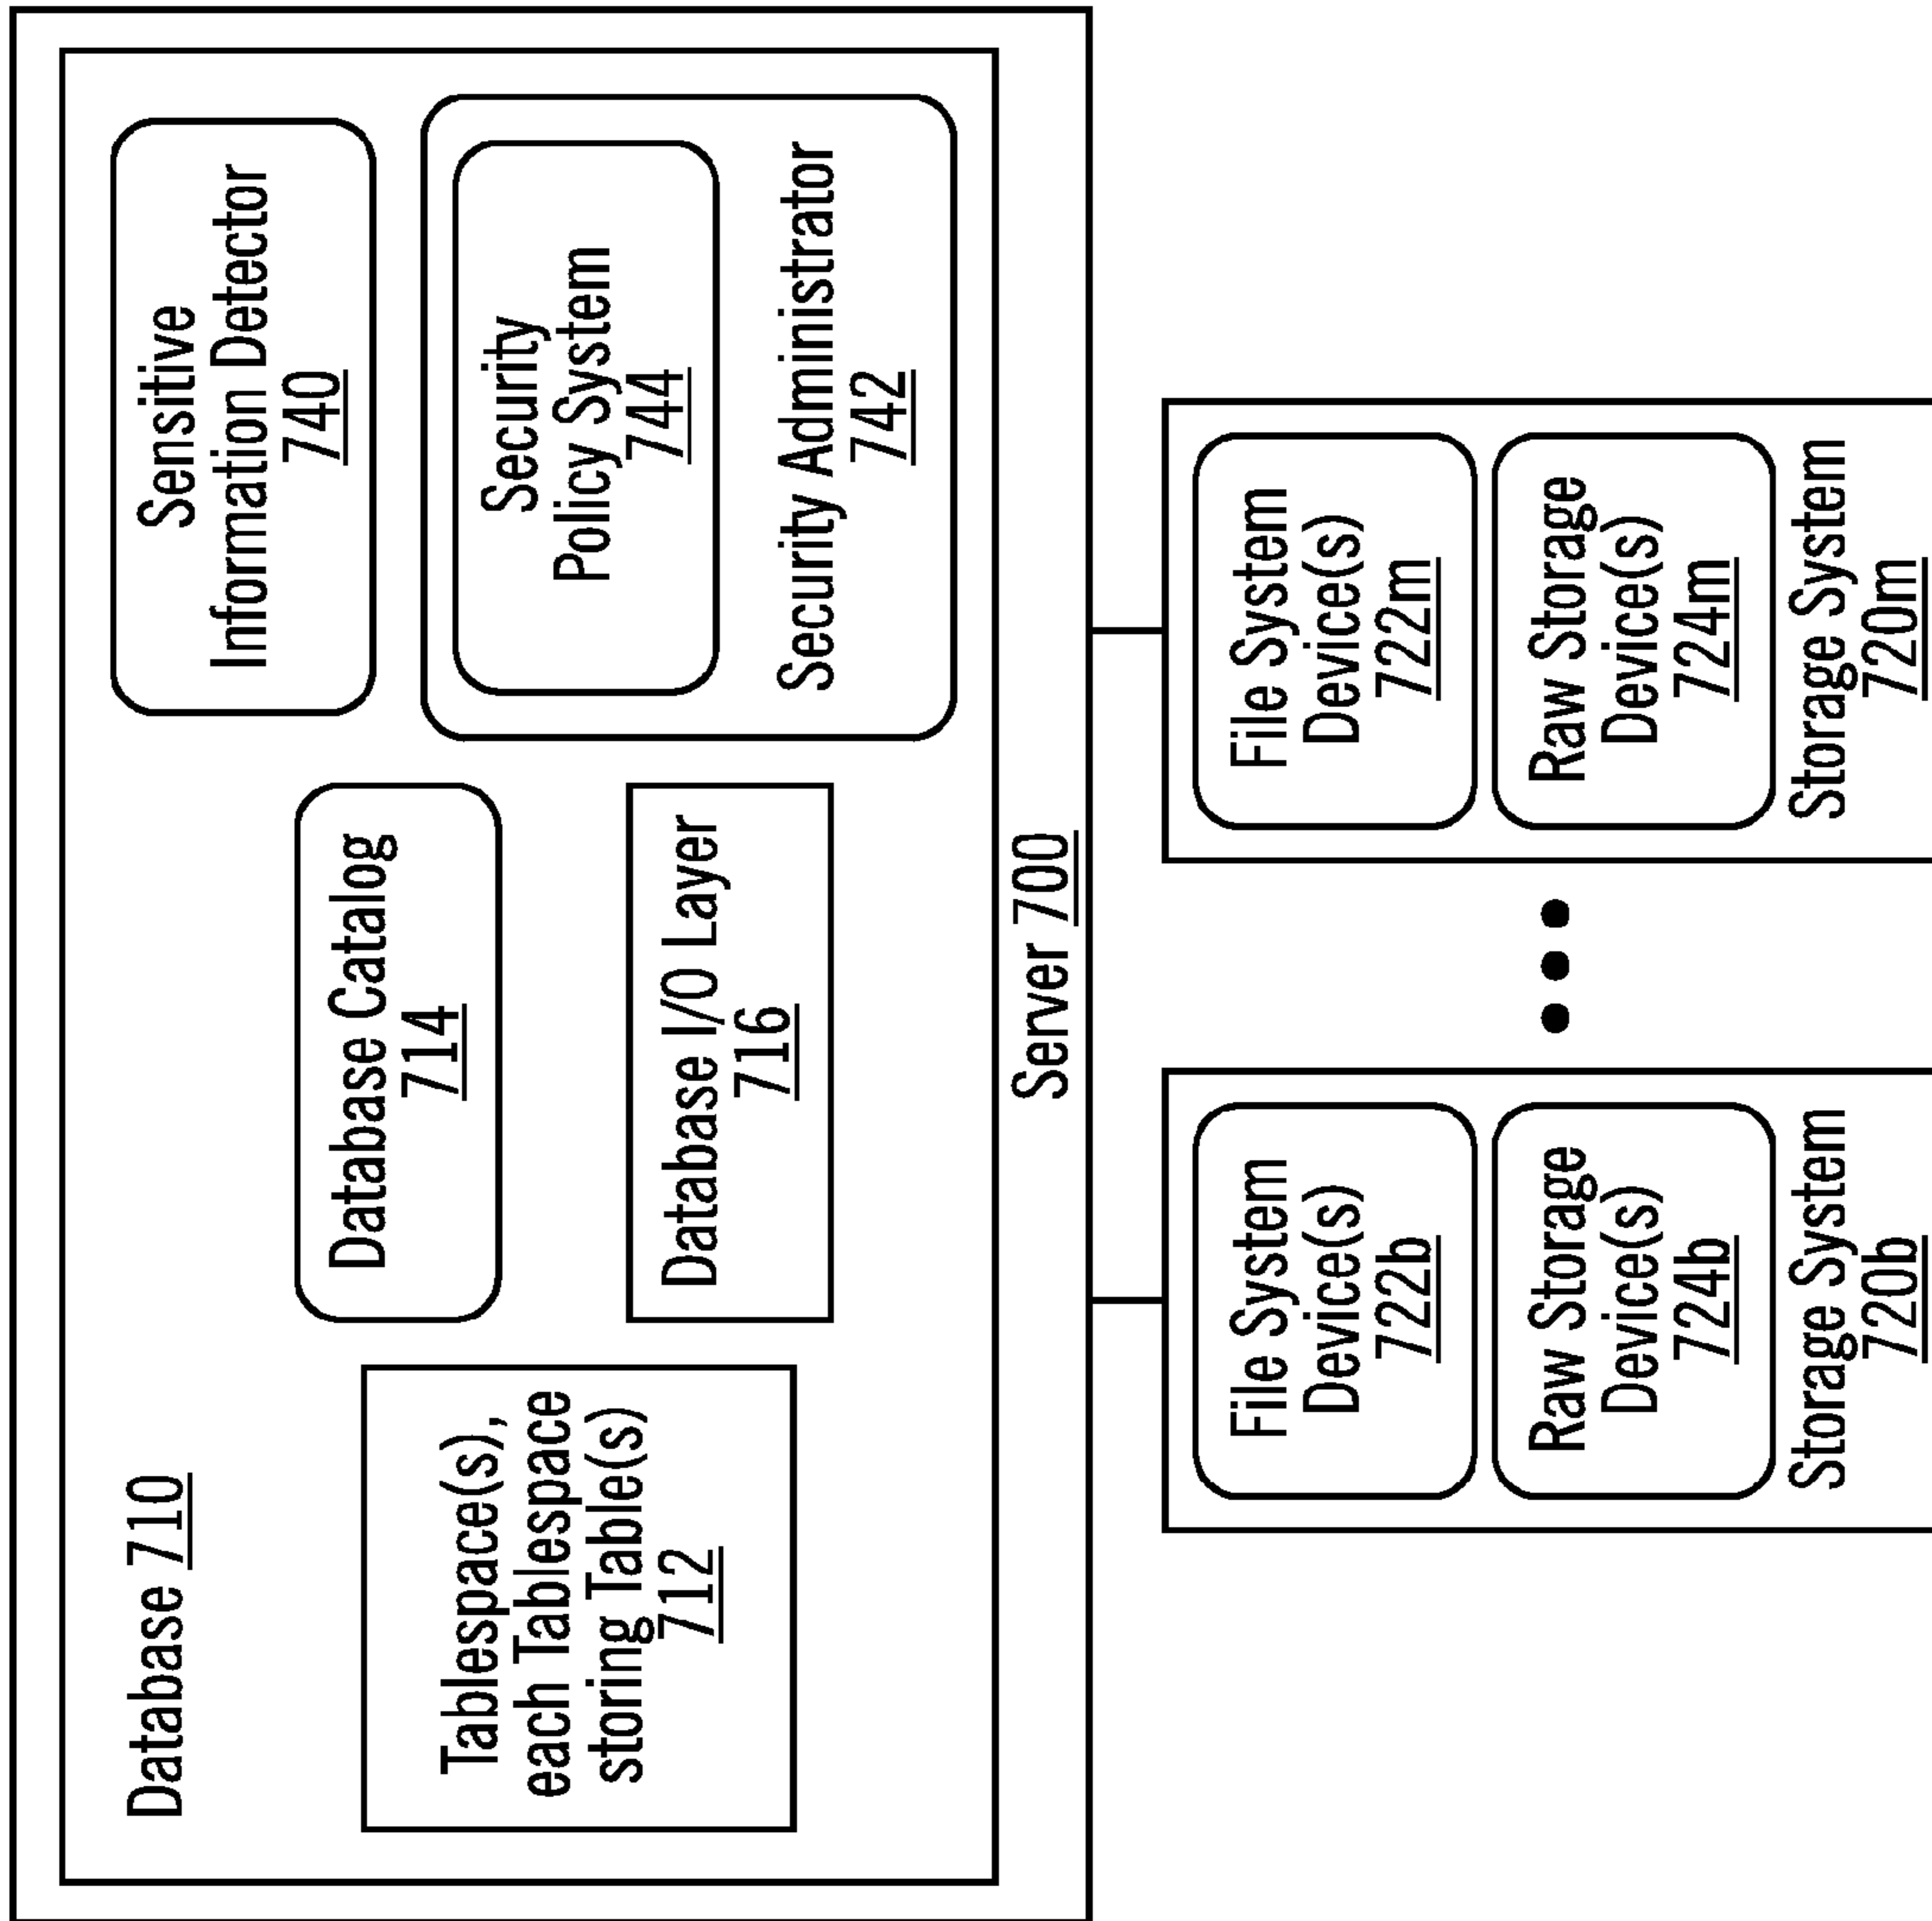 Database 710
Tablespace(s),
each Tablespace
storing Table(s)
712
Database Catalog
714
Database I/O Layer
716
Sensitive
Information Detector
740
Security
Policy System
744
Security Administrator
742
Server 700
File System
Device(s)
722b
Raw Storage
Device(s)
724b
Storage System
720b
File System
Device(s)
722m
Raw Storage
Device(s)
724m
Storage System
720m